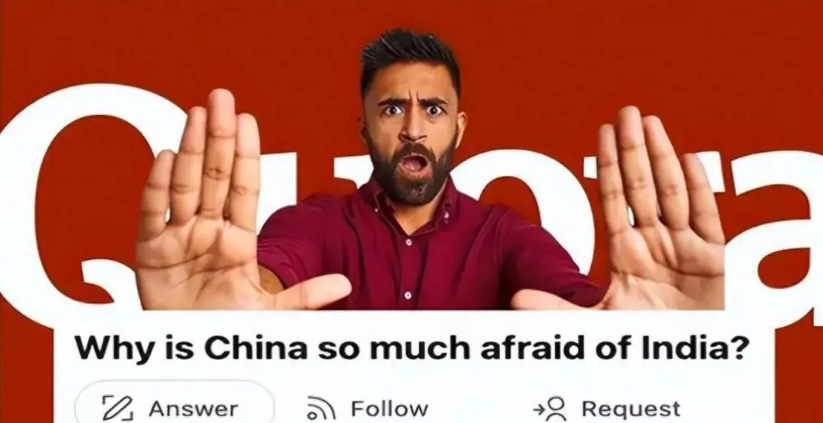 Quora
Why is China so much afraid of India?
Answer Follow Request